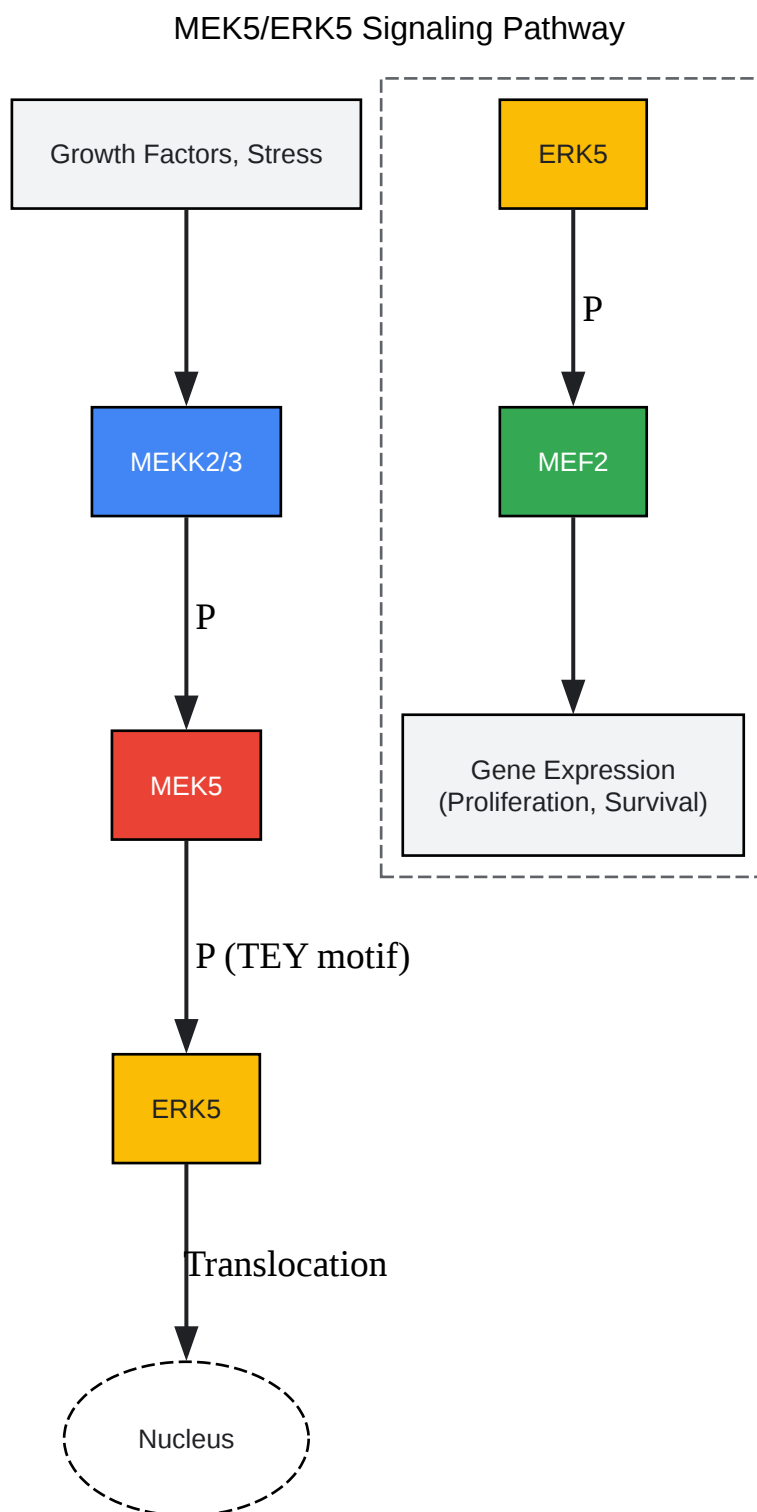 MEK5/ERK5 Signaling Pathway
Growth Factors, Stress
MEKK2/3
P
MEK5
P (TEY motif)
ERK5
Translocation
Nucleus
ERK5
P
MEF2
Gene Expression
(Proliferation, Survival)